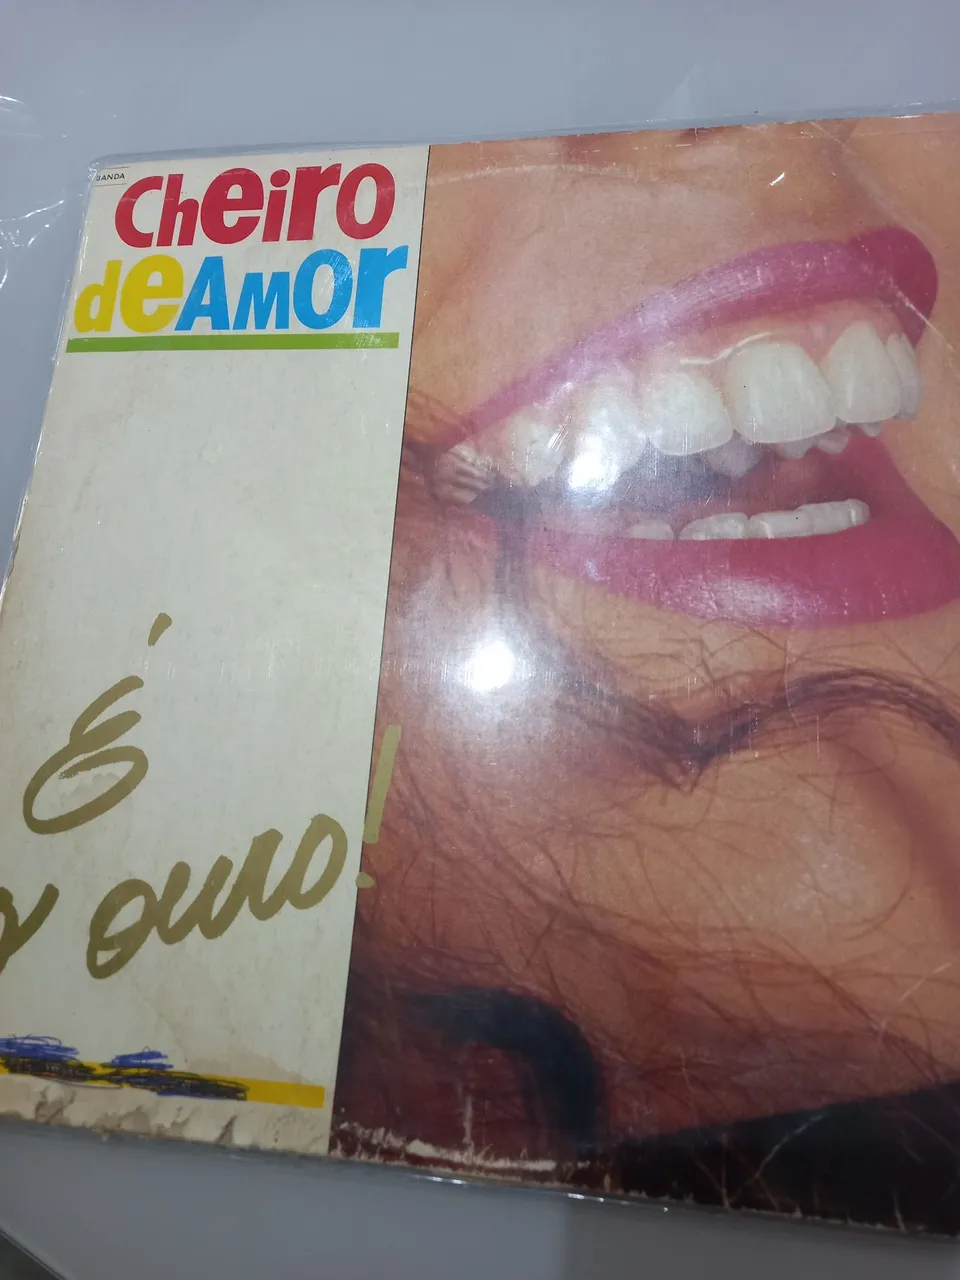 BANDA
Cheiro
deAmor
É
ouro!